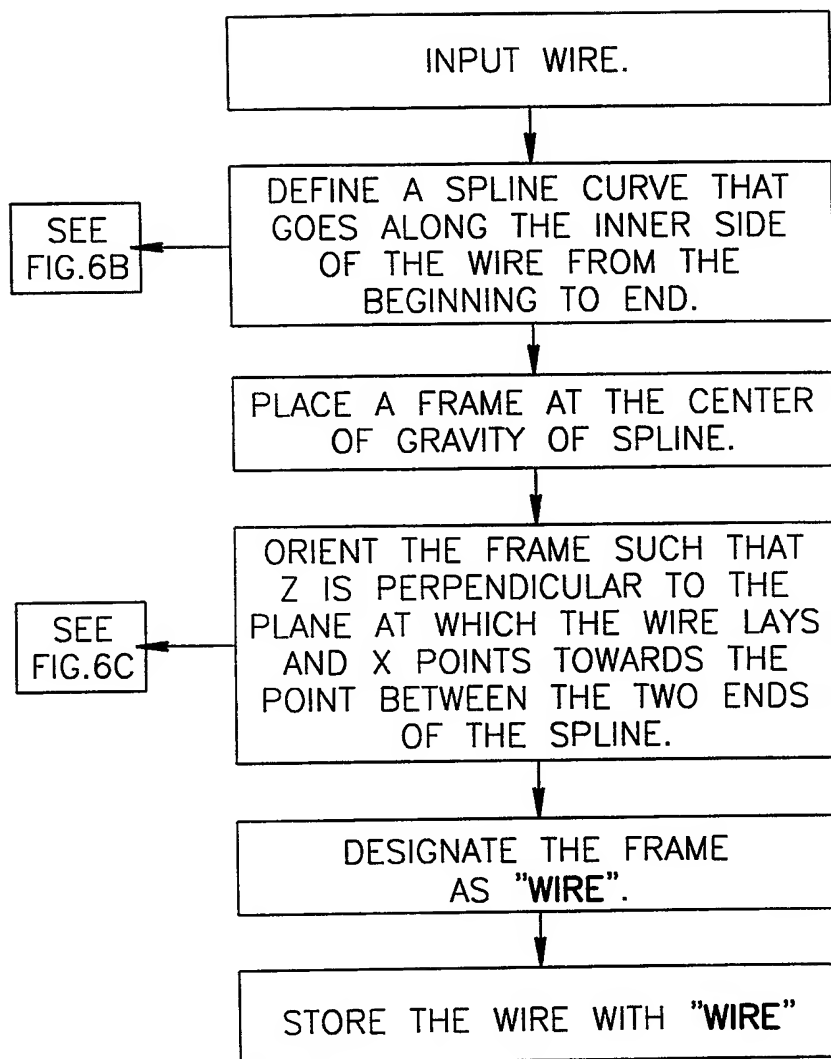 INPUT WIRE.
DEFINE A SPLINE CURVE THAT
GOES ALONG THE INNER SIDE
OF THE WIRE FROM THE
BEGINNING TO END.
SEE
FIG.6B
PLACE A FRAME AT THE CENTER
OF GRAVITY OF SPLINE.
ORIENT THE FRAME SUCH THAT
Z IS PERPENDICULAR TO THE
PLANE AT WHICH THE WIRE LAYS
AND X POINTS TOWARDS THE
POINT BETWEEN THE TWO ENDS
OF THE SPLINE.
SEE
FIG.6C
DESIGNATE THE FRAME
AS "WIRE".
STORE THE WIRE WITH "WIRE"